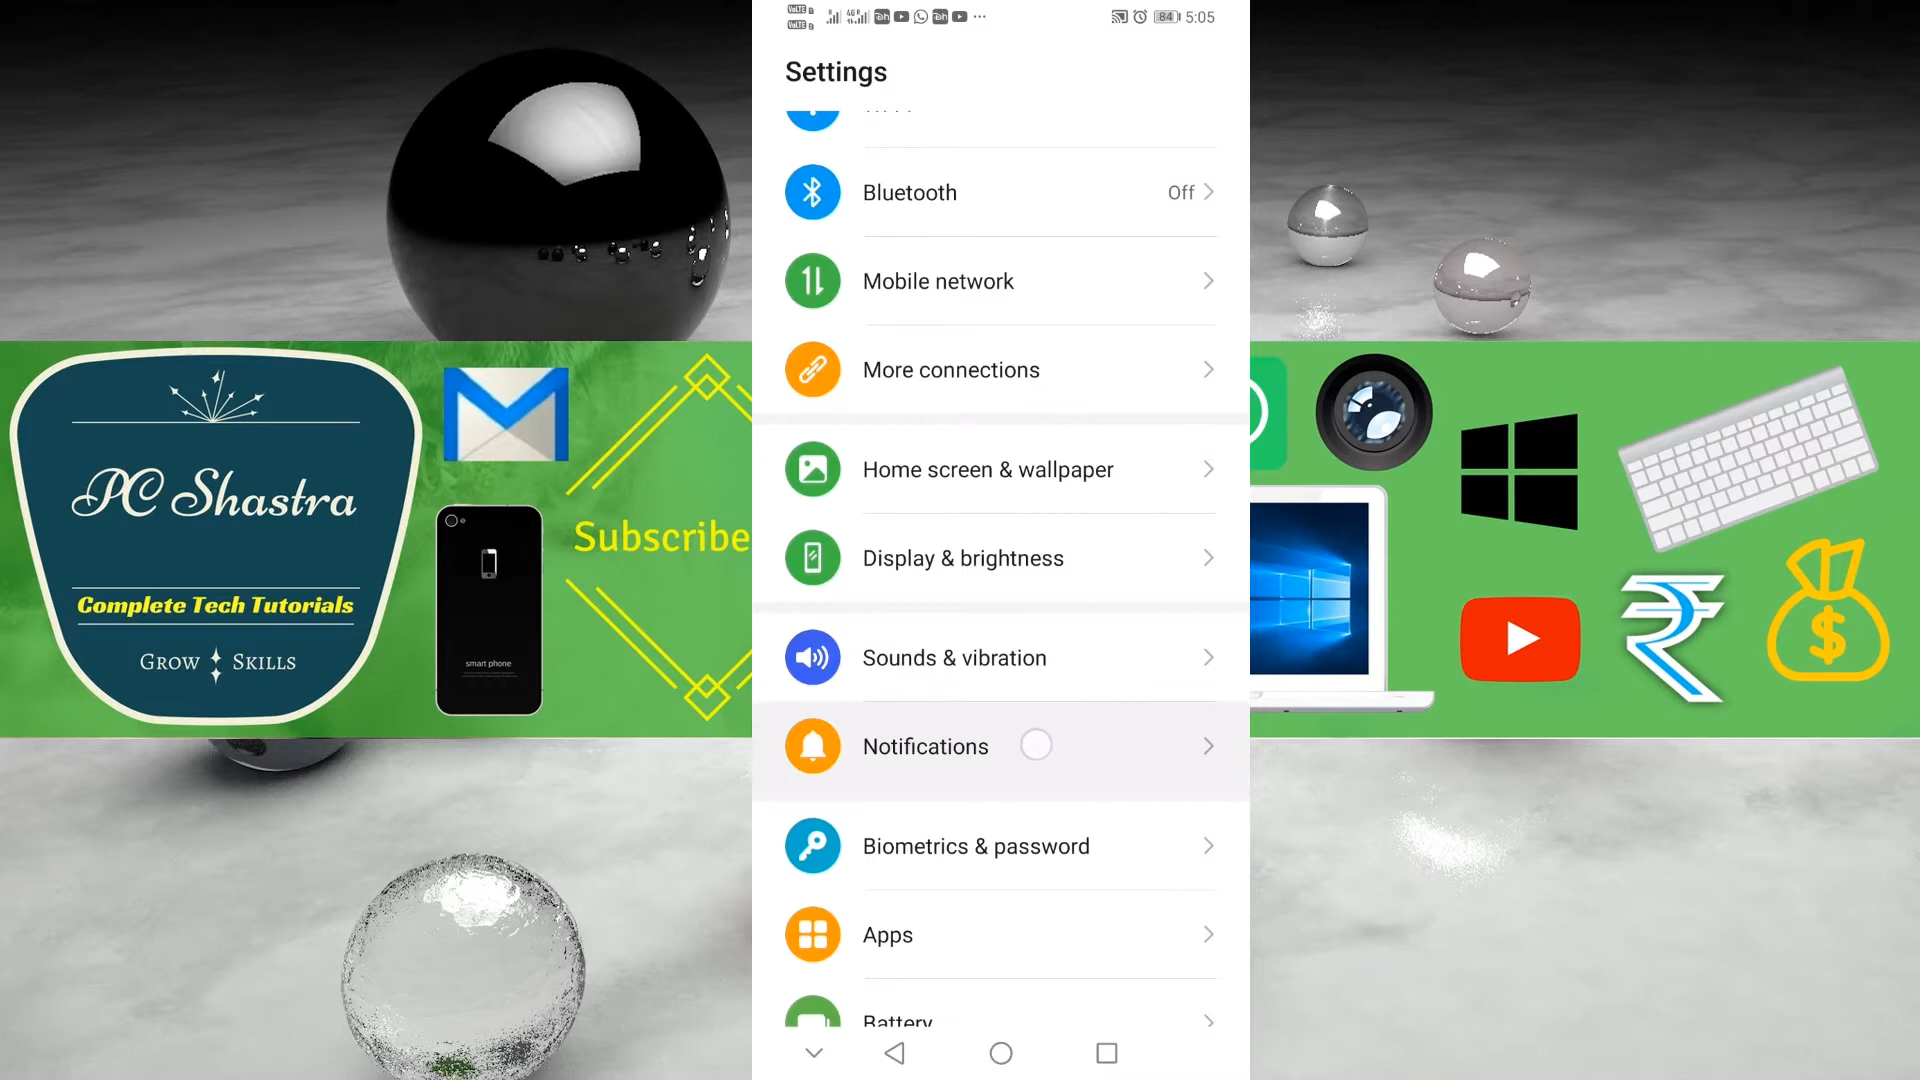 5:05
84
Settings
Bluetooth
Off
Mobile network
More connections
Home screen & wallpaper
Display & brightness
Sounds & vibration
Notifications
Biometrics & password
Apps
Battery
PC Shastra
Complete Tech Tutorials
GROW SKILLS
smart phone
Subscribe